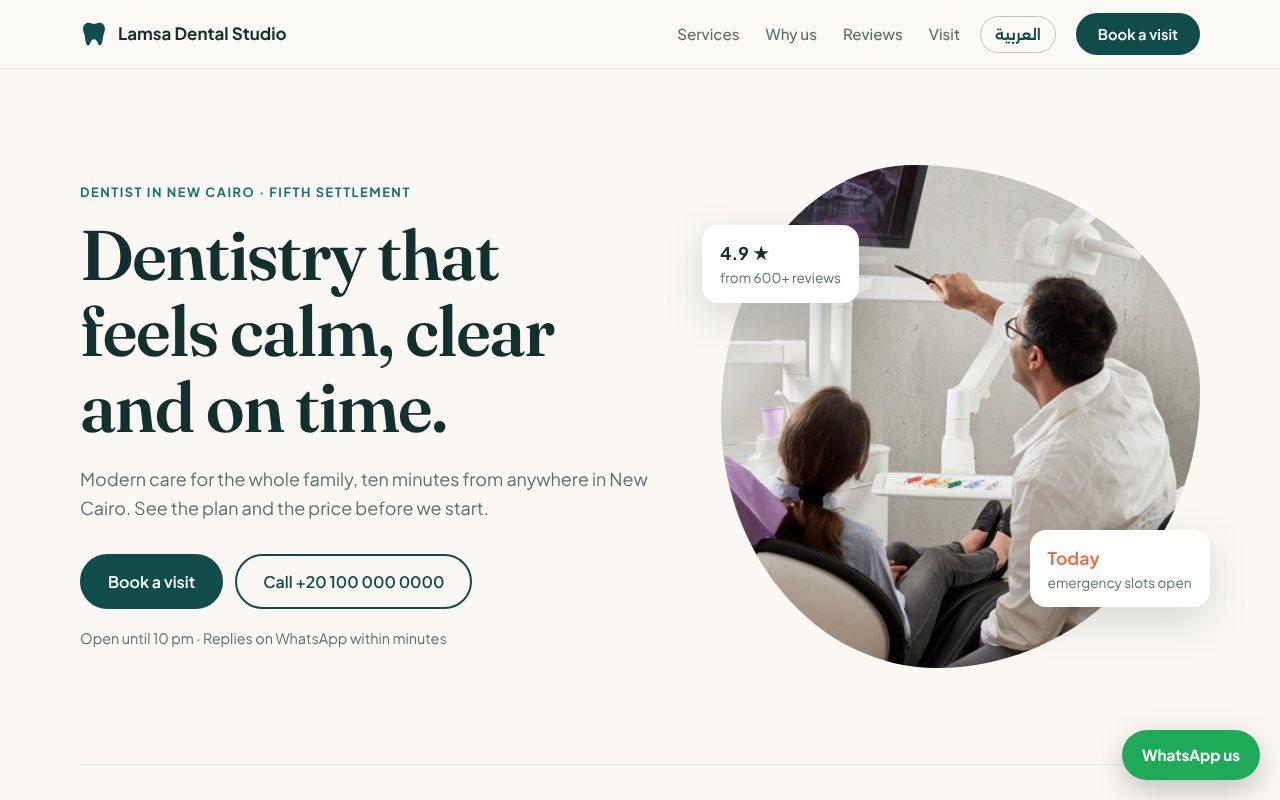 Lamsa Dental Studio
Services
Why us
Reviews
Visit
العربية
Book a visit
DENTIST IN NEW CAIRO · FIFTH SETTLEMENT
Dentistry that
feels calm, clear
and on time.
Modern care for the whole family, ten minutes from anywhere in New
Cairo. See the plan and the price before we start.
Book a visit
Call +20 100 000 0000
Open until 10 pm · Replies on WhatsApp within minutes
4.9 ★
from 600+ reviews
Today
emergency slots open
WhatsApp us